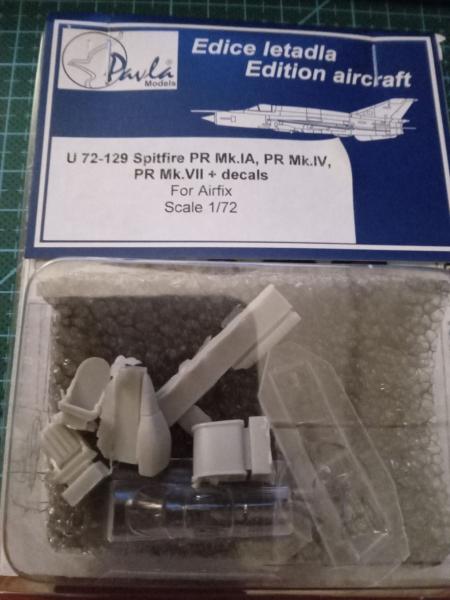 Pavla
Models
Edice letadla
Edition aircraft
U 72-129 Spitfire PR Mk.IA, PR Mk.IV,
PR Mk.VII + decals
For Airfix
Scale 1/72